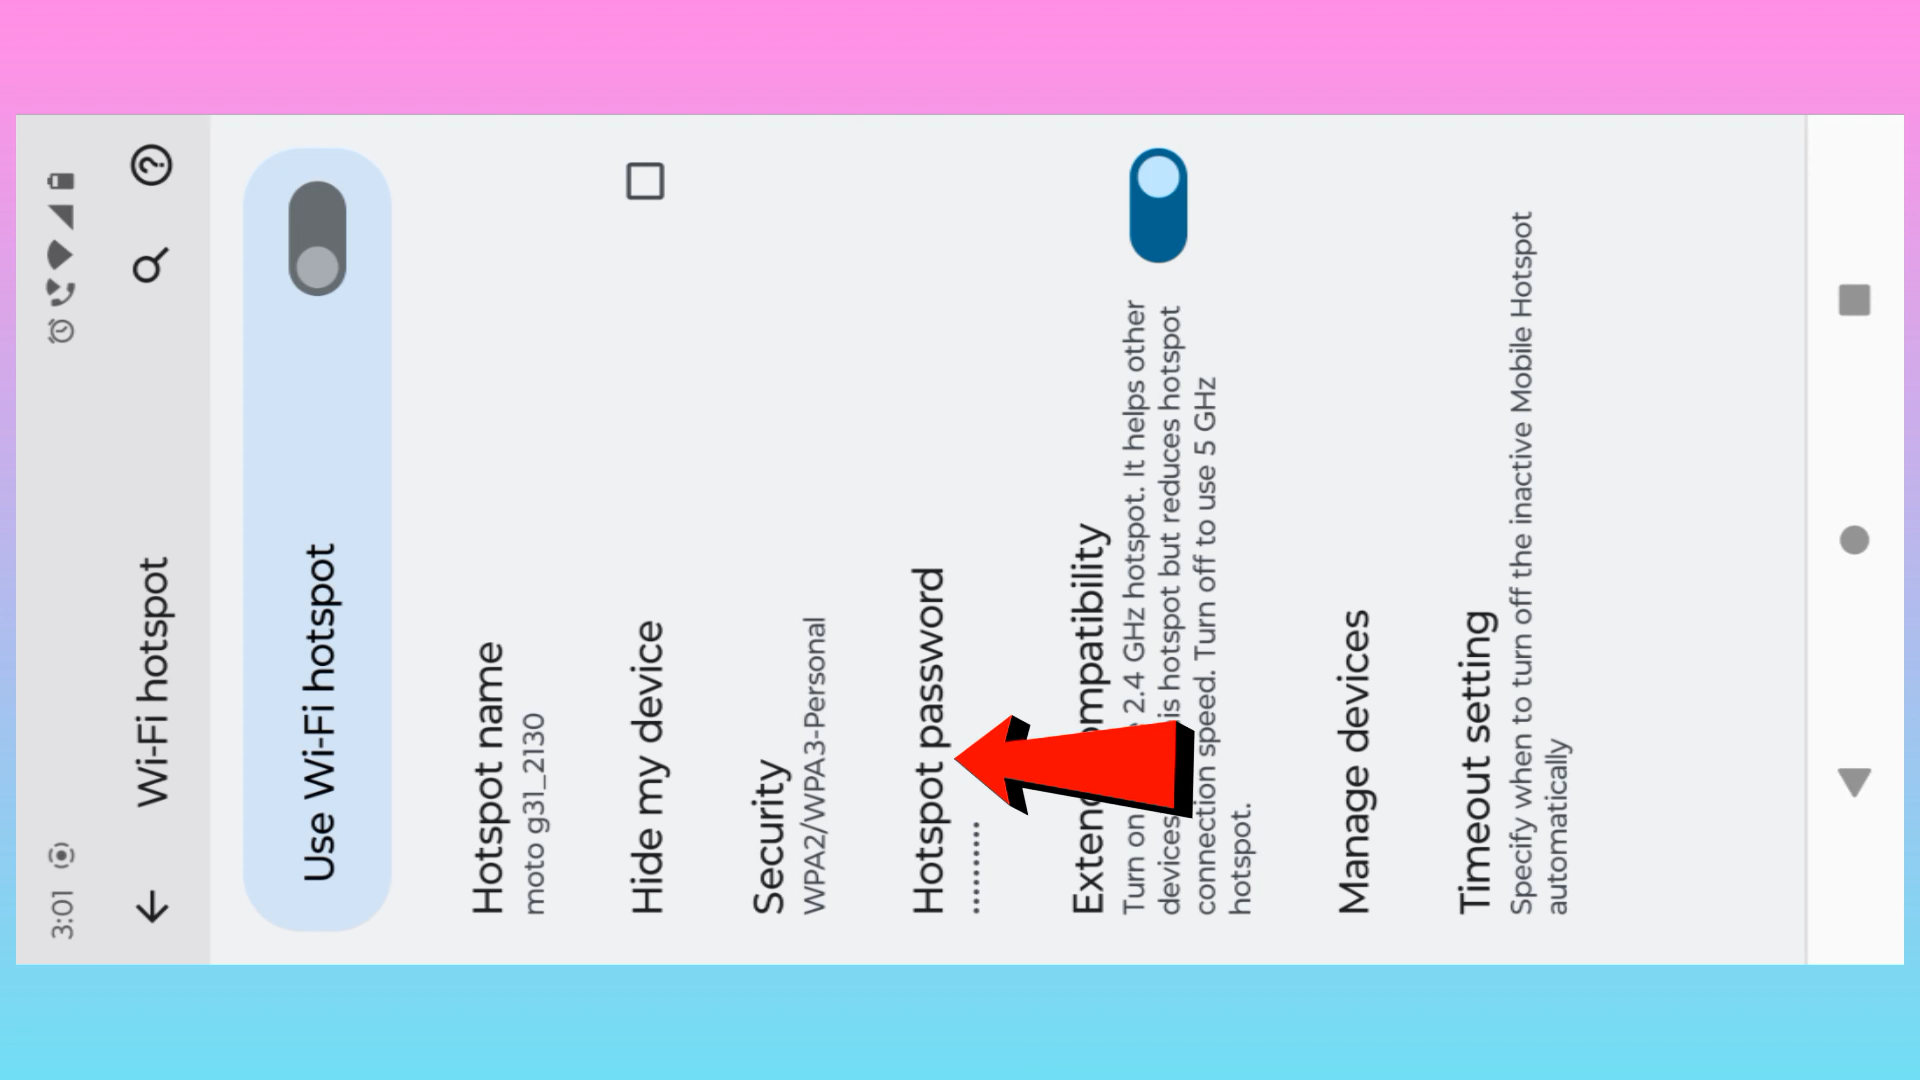 3:01
Wi-Fi hotspot
Use Wi-Fi hotspot
Hotspot name
moto g31_2130
Hide my device
Security
WPA2/WPA3-Personal
Hotspot password
··········
Turn on 2.4 GHz hotspot. It helps other
devices is hotspot but reduces hotspot
connection speed. Turn off to use 5 GHz
hotspot.
Manage devices
Timeout setting
Specify when to turn off the inactive Mobile Hotspot
automatically